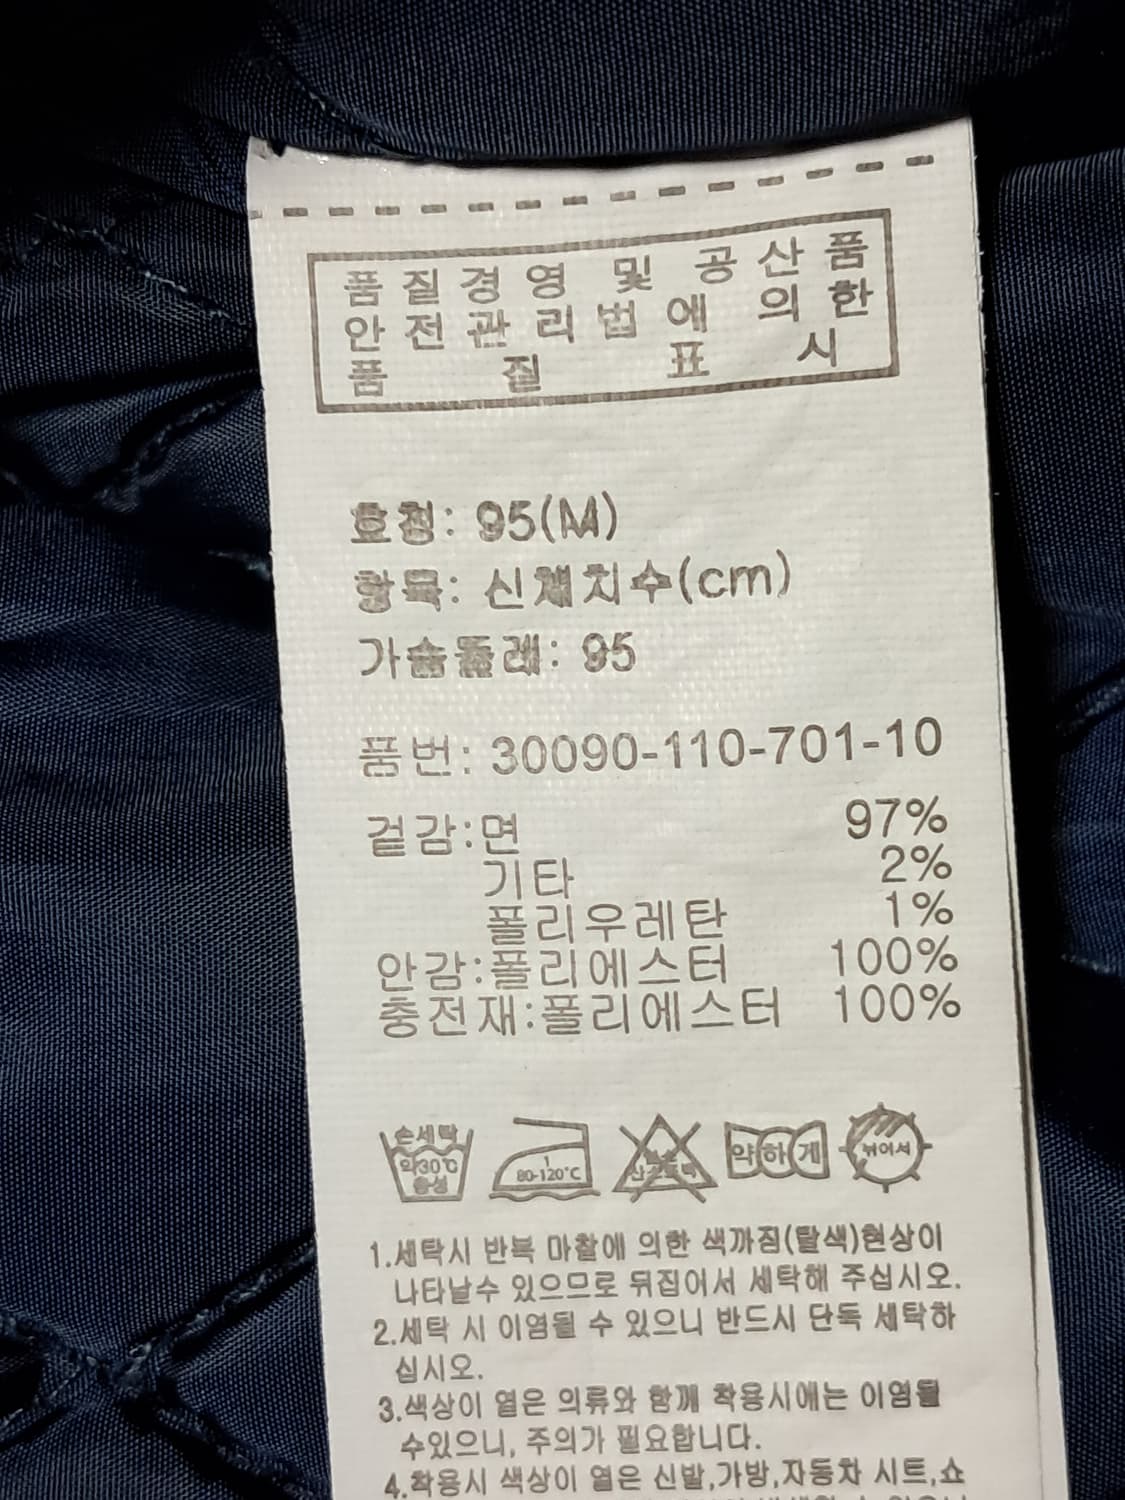 품질경영 및 공산품
안전관리법에 의한
품 질 표 시
호칭: 95(M)
항목: 신체치수(cm)
가슴둘레: 95
품번: 30090-110-701-10
겉감:면 97%
기타 2%
폴리우레탄 1%
안감:폴리에스터 100%
충전재:폴리에스터 100%
손세탁
약30℃
중성
80-120℃
약하게
뉘어서
1.세탁시 반복 마찰에 의한 색까짐(탈색)현상이
나타날수 있으므로 뒤집어서 세탁해 주십시오.
2.세탁 시 이염될 수 있으니 반드시 단독 세탁하
십시오.
3.색상이 옅은 의류와 함께 착용시에는 이염될
수있으니, 주의가 필요합니다.
4.착용시 색상이 옅은 신발,가방,자동차 시트,쇼